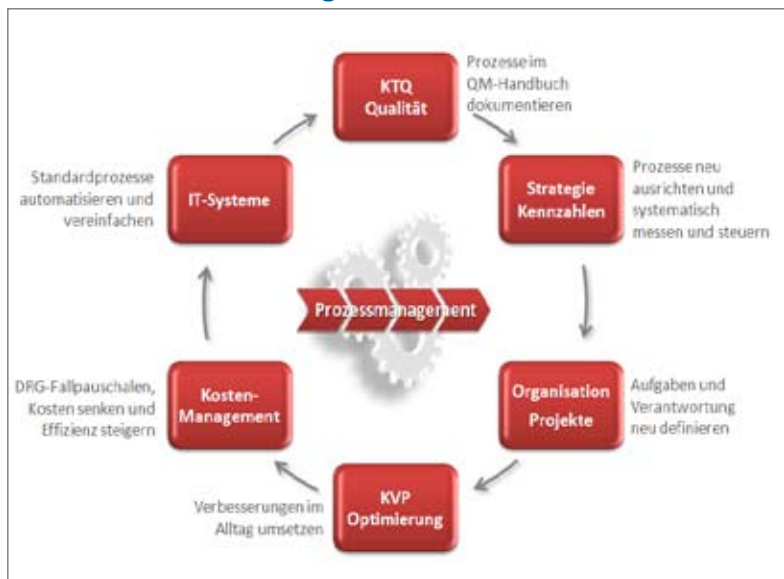 KTQ
Qualität
Prozesse im
QM-Handbuch
dokumentieren
Strategie
Kennzahlen
Prozesse neu
ausrichten und
systematisch
messen und steuern
Organisation
Projekte
Aufgaben und
Verantwortung
neu definieren
KVP
Optimierung
Verbesserungen im
Alltag umsetzen
Kosten-
Management
DRG-Fallpauschalen,
Kosten senken und
Effizienz steigern
IT-Systeme
Standardprozesse
automatisieren und
vereinfachen
Prozessmanagement